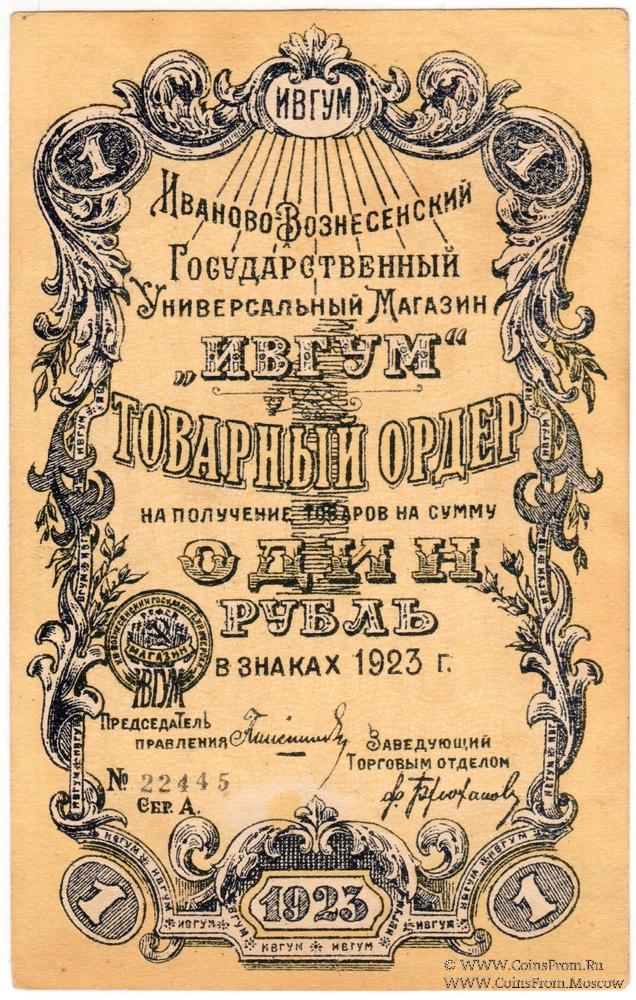 ИВГУМ
1 1
Иваново-Вознесенский
Государственный
Универсальный Магазин
„ИВГУМ“
ТОВАРНЫЙ ОРДЕР
НА ПОЛУЧЕНИЕ ТОВАРОВ НА СУММУ
ОДИН
РУБЛЬ
В ЗНАКАХ 1923 Г.
МАГАЗИН
ИВГУМ
Председатель
правления
Заведующий
Торговым отделом
№ 22445
Сер. А.
1 1923 1
ИВГУМ ИВГУМ
© WWW.CoinsFrom.Ru
WWW.CoinsFrom.Moscow